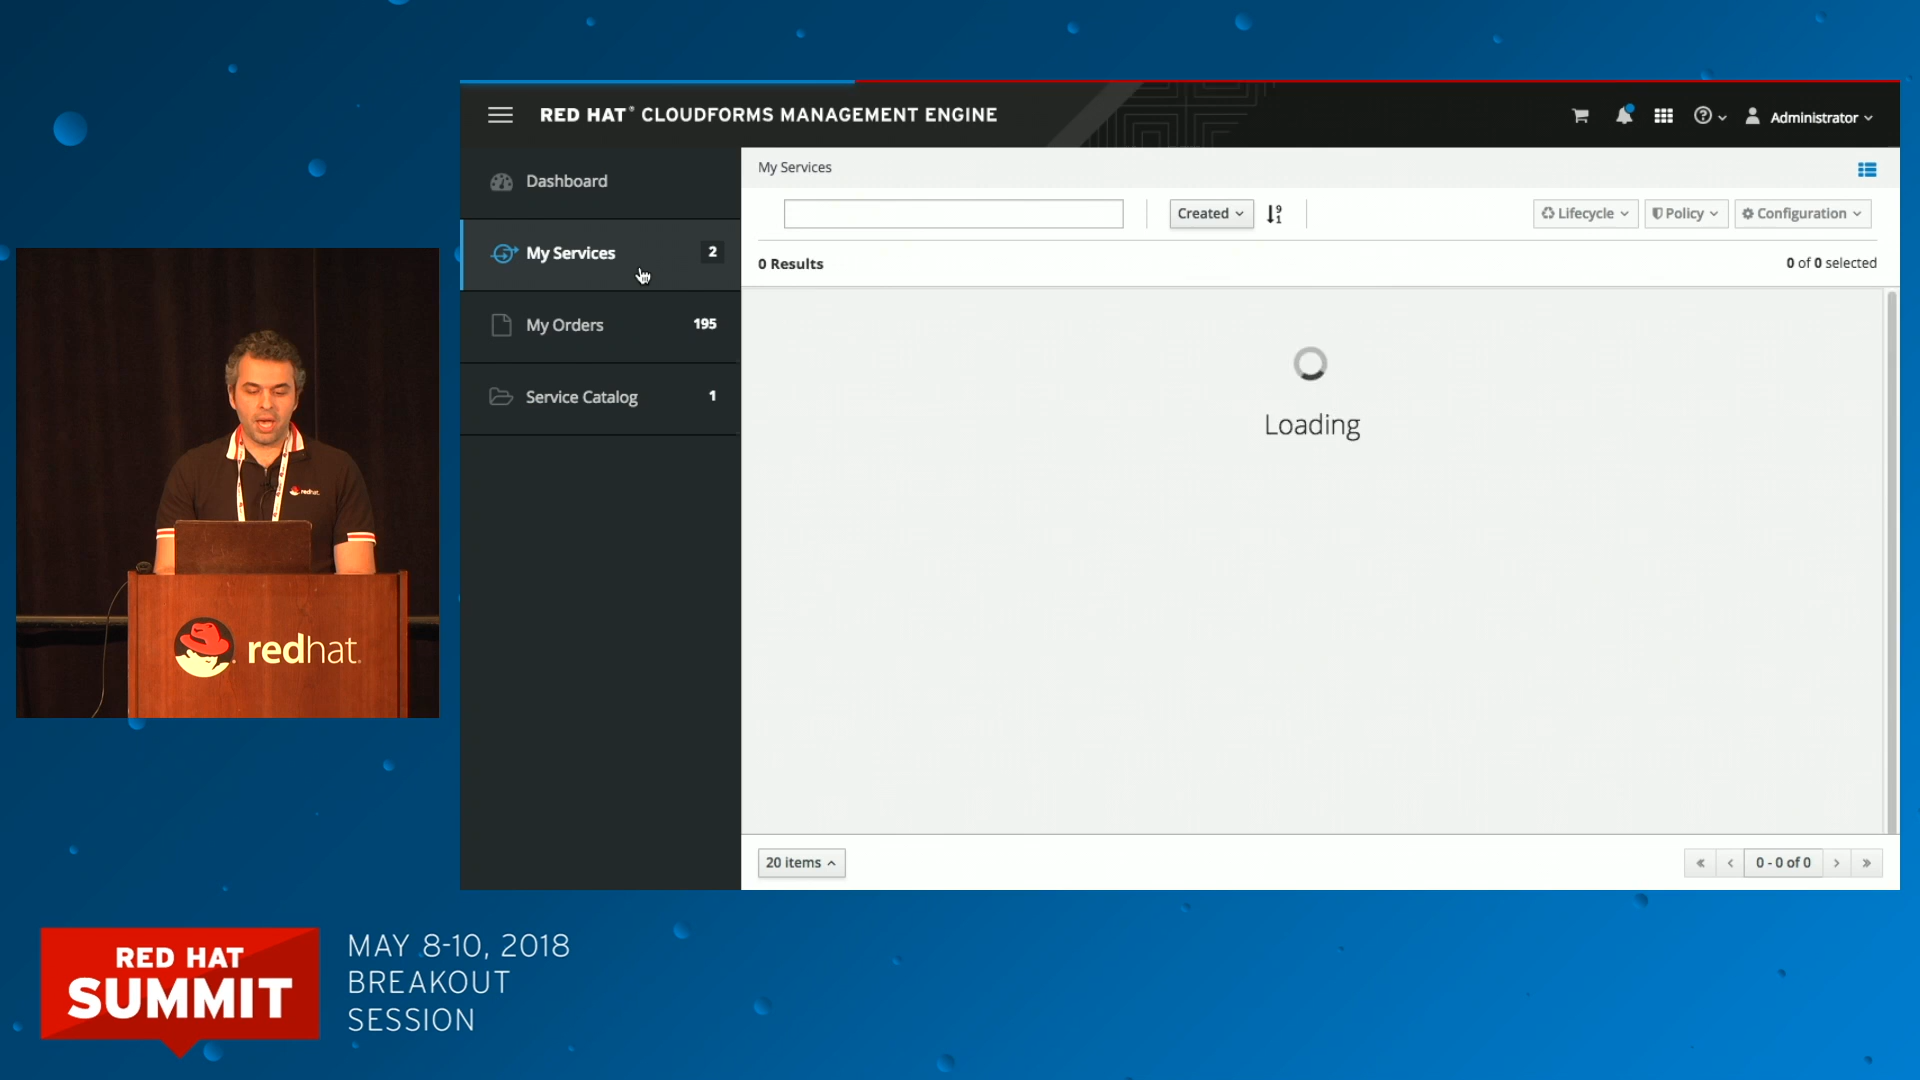 RED HAT® CLOUDFORMS MANAGEMENT ENGINE
Administrator
Dashboard
My Services 2
My Orders 195
Service Catalog 1
My Services
Created
Lifecycle
Policy
Configuration
0 Results
0 of 0 selected
Loading
20 items
0 - 0 of 0
redhat.
redhat.
RED HAT
SUMMIT
MAY 8-10, 2018
BREAKOUT
SESSION